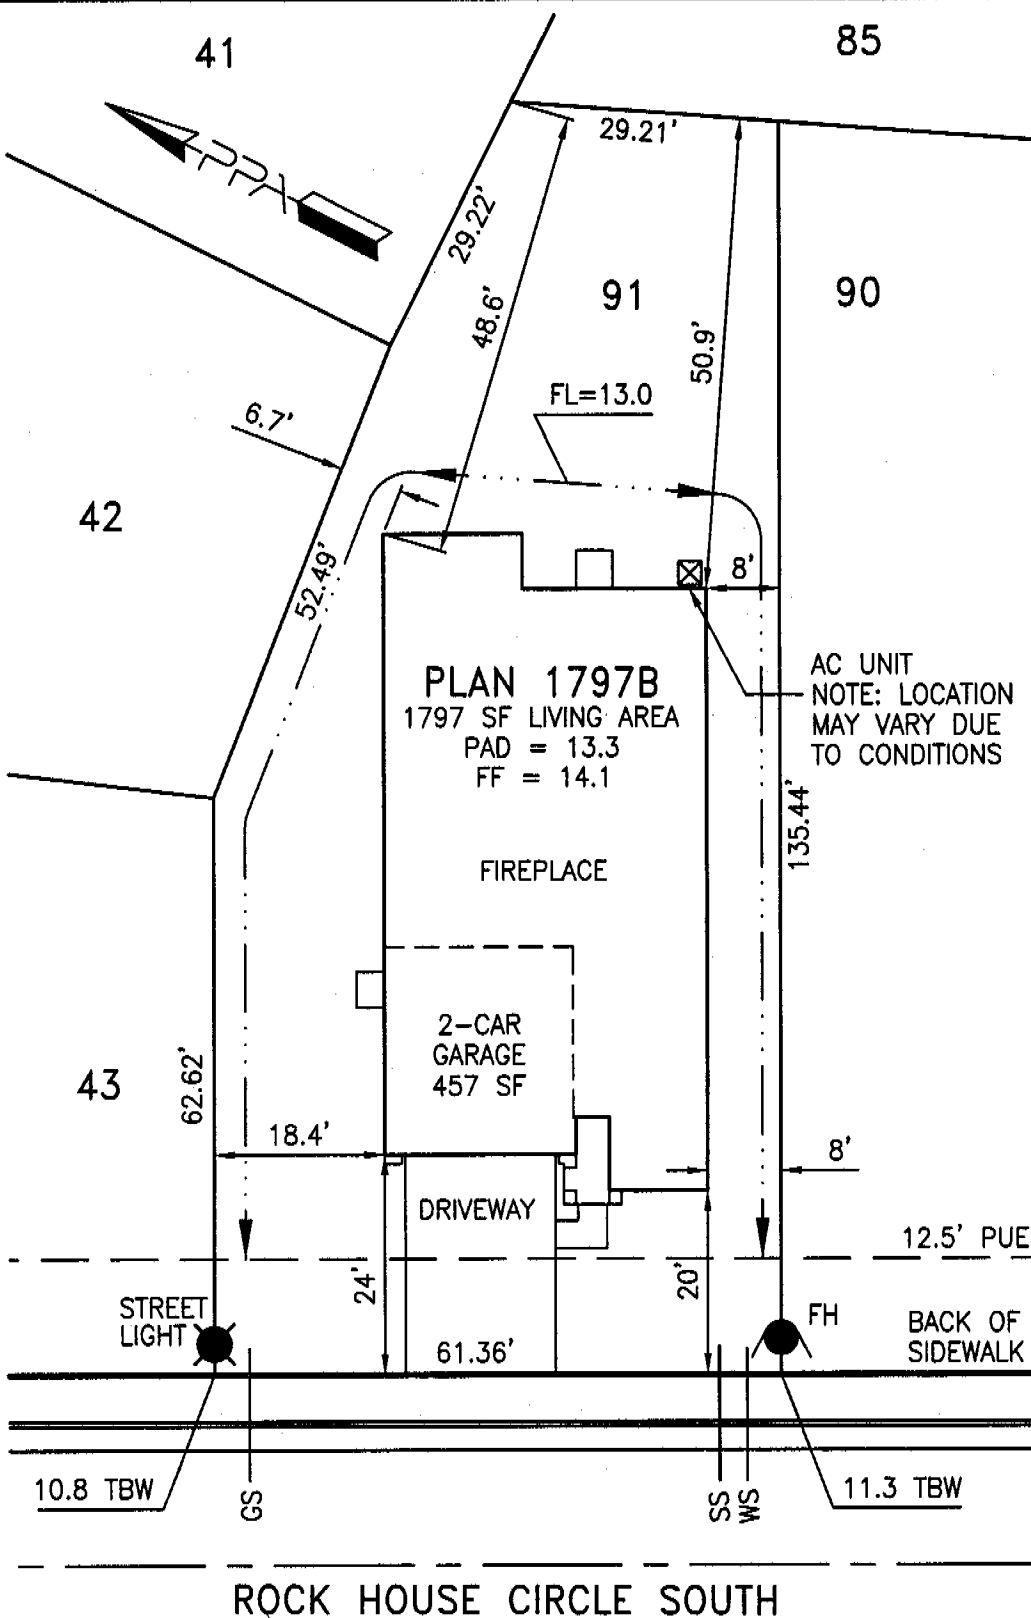 41
85
29.21'
PPA
29.22'
48.6'
91
90
50.9'
FL=13.0
6.7'
42
52.49'
8'
AC UNIT
NOTE: LOCATION
MAY VARY DUE
TO CONDITIONS
PLAN 1797B
1797 SF LIVING AREA
PAD = 13.3
FF = 14.1
135.44'
FIREPLACE
2-CAR
GARAGE
457 SF
43
62.62'
18.4'
8'
DRIVEWAY
12.5' PUE
24'
20'
STREET
LIGHT
FH
BACK OF
SIDEWALK
61.36'
10.8 TBW
GS
SS
WS
11.3 TBW
ROCK HOUSE CIRCLE SOUTH